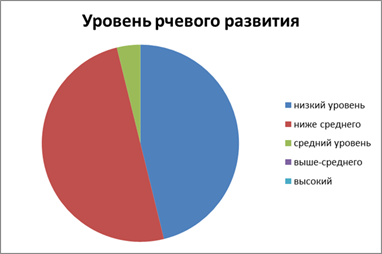 Уровень рчевого развития
низкий уровень
ниже среднего
средний уровень
выше-среднего
высокий